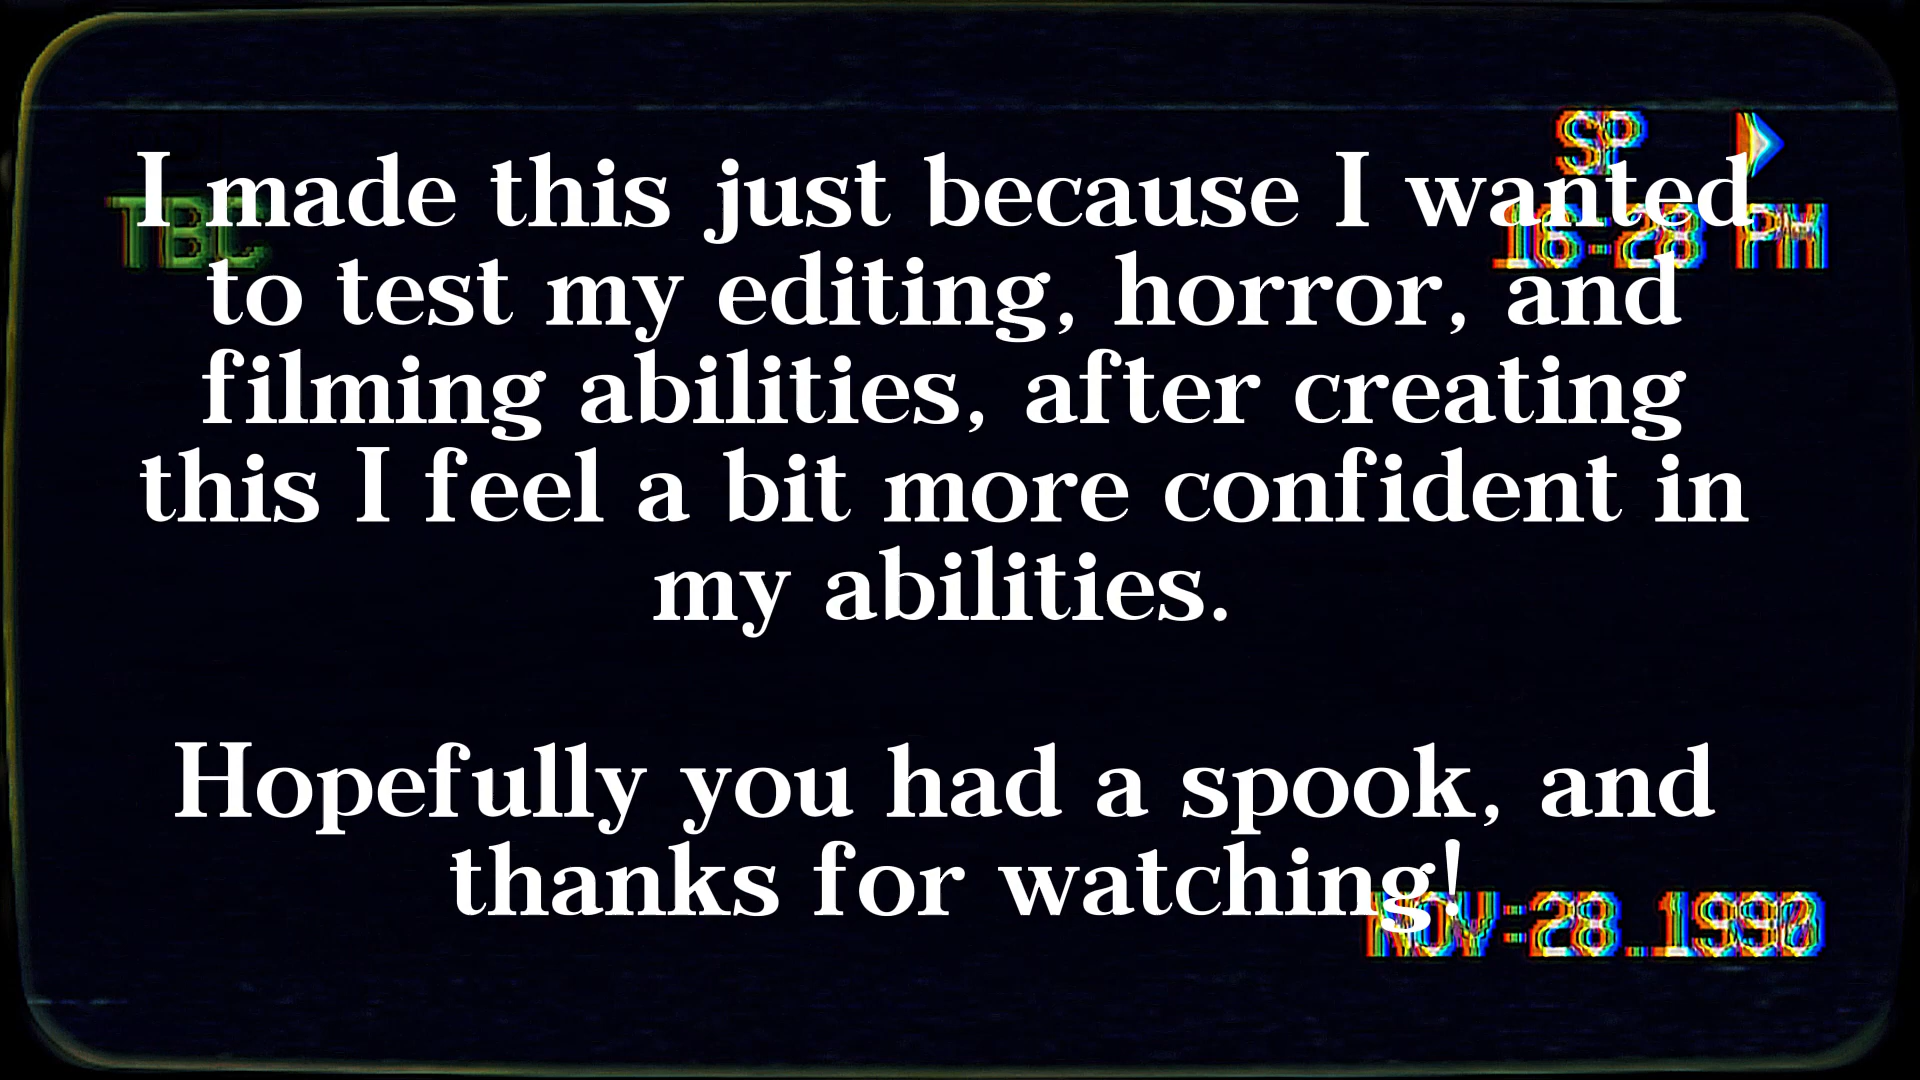 SP
I made this just because I wanted
TBC
16:28 PM
to test my editing, horror, and
filming abilities, after creating
this I feel a bit more confident in
my abilities.
Hopefully you had a spook, and
thanks for watching!
NOV:28.1990